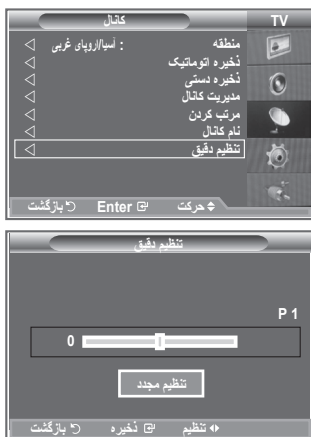 TV
کانال
منطقه : آسیا/اروپای غربی
ذخیره اتوماتیک
ذخیره دستی
مدیریت کانال
مرتب کردن
نام کانال
تنظیم دقیق
حرکت Enter بازگشت
تنظیم دقیق
P 1
0
تنظیم مجدد
تنظیم ذخیره بازگشت